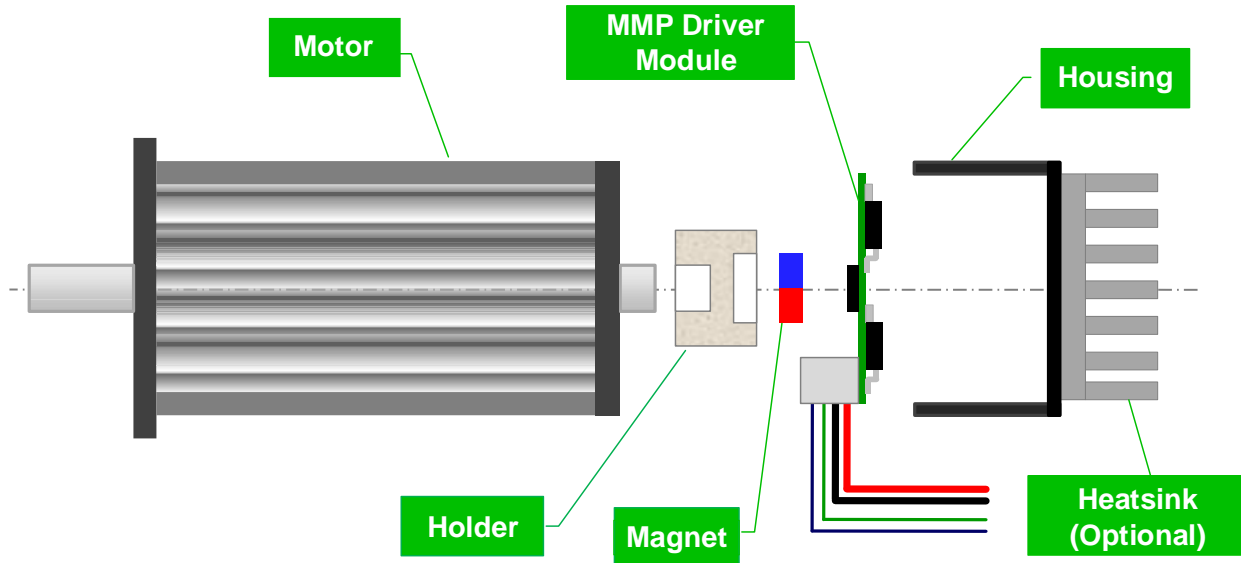 Motor
MMP Driver
Module
Housing
Holder
Magnet
Heatsink
(Optional)